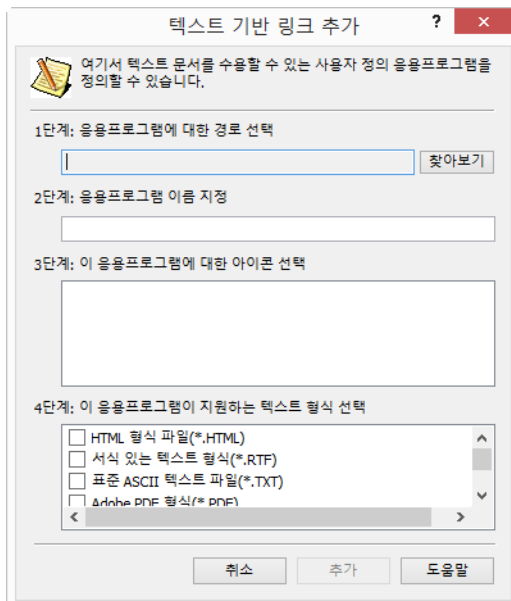 텍스트 기반 링크 추가
?
×
여기서 텍스트 문서를 수용할 수 있는 사용자 정의 응용프로그램을
정의할 수 있습니다.
1단계: 응용프로그램에 대한 경로 선택
찾아보기
2단계: 응용프로그램 이름 지정
3단계: 이 응용프로그램에 대한 아이콘 선택
4단계: 이 응용프로그램이 지원하는 텍스트 형식 선택
HTML 형식 파일(*.HTML)
서식 있는 텍스트 형식(*.RTF)
표준 ASCII 텍스트 파일(*.TXT)
Adobe PDF 형식(*.PDF)
취소
추가
도움말